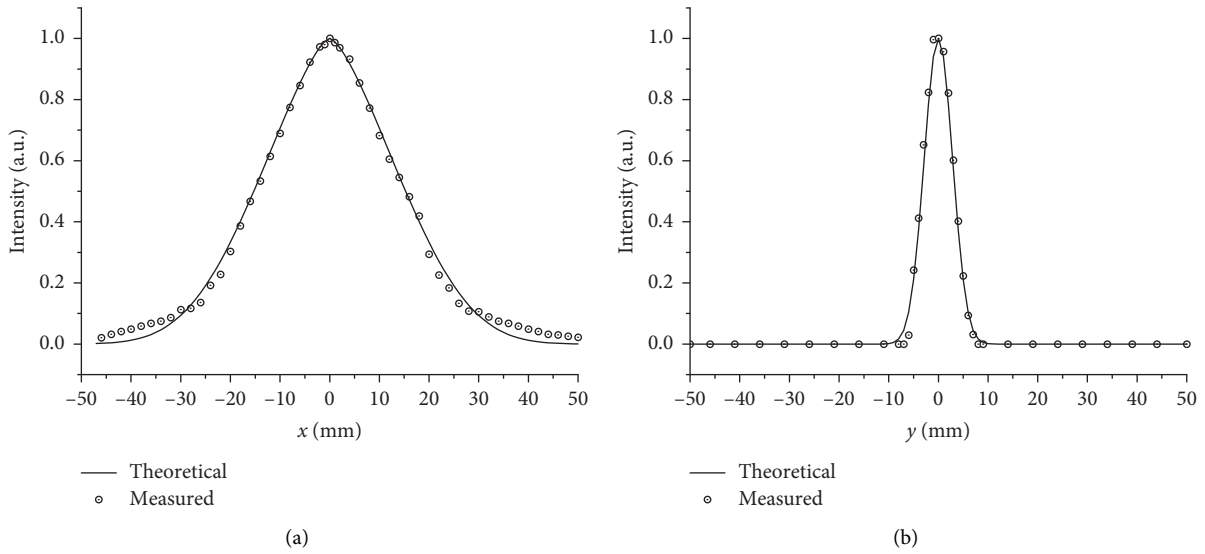 1.0
0.8
0.6
0.4
0.2
0.0
Intensity (a.u.)
–50 –40 –30 –20 –10 0 10 20 30 40 50
x (mm)
Theoretical
Measured
(a)
1.0
0.8
0.6
0.4
0.2
0.0
Intensity (a.u.)
–50 –40 –30 –20 –10 0 10 20 30 40 50
y (mm)
Theoretical
Measured
(b)